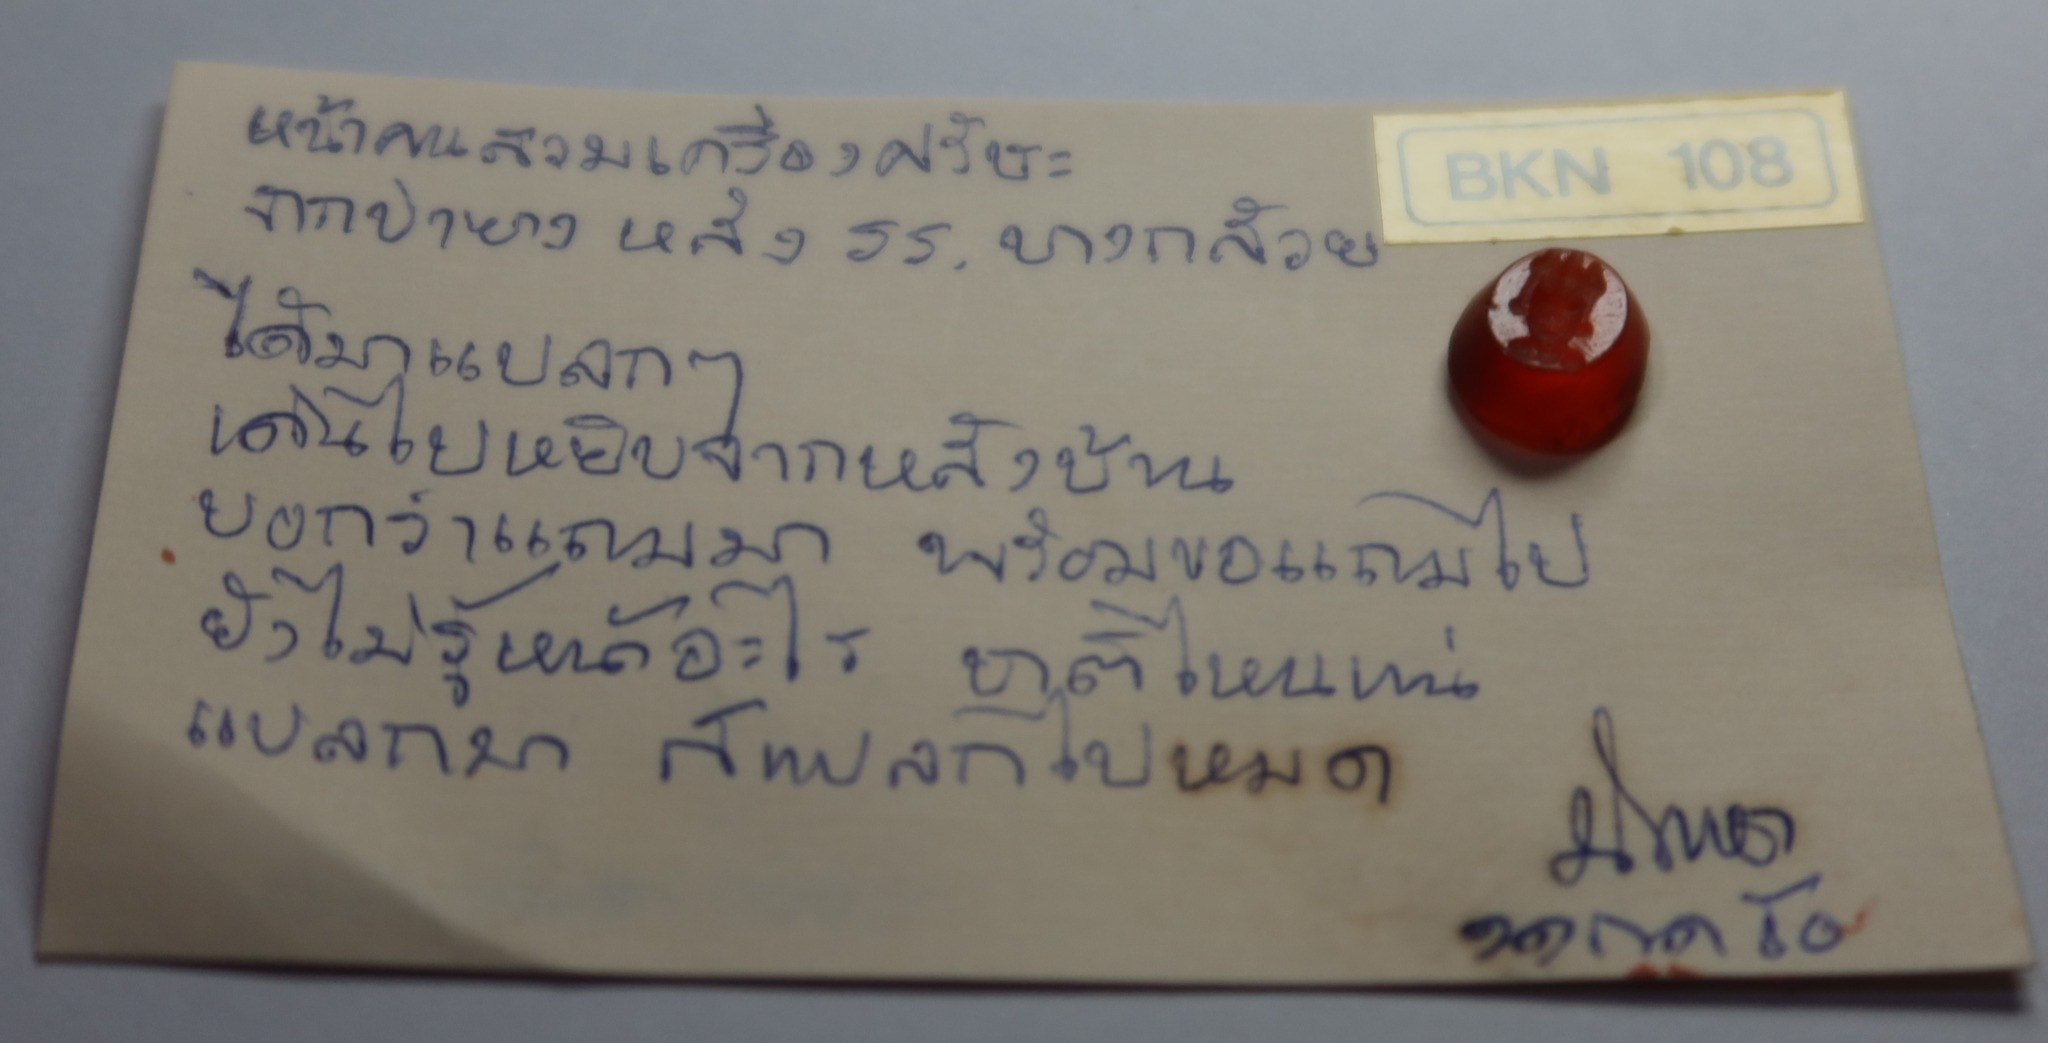 หน้าคนสวมเครื่องศรีษะ
BKN 108
จากป่ายาง หลัง รร. บางกล้วย
ได้มาแปลกๆ
เดินไปหยิบจากหลังบ้าน
บอกว่าแถมมา พร้อมขอแถมไป
ยังไม่รู้หน้าอะไร ชาติไหนแน่
แปลกมา ก็แปลกไปหมด